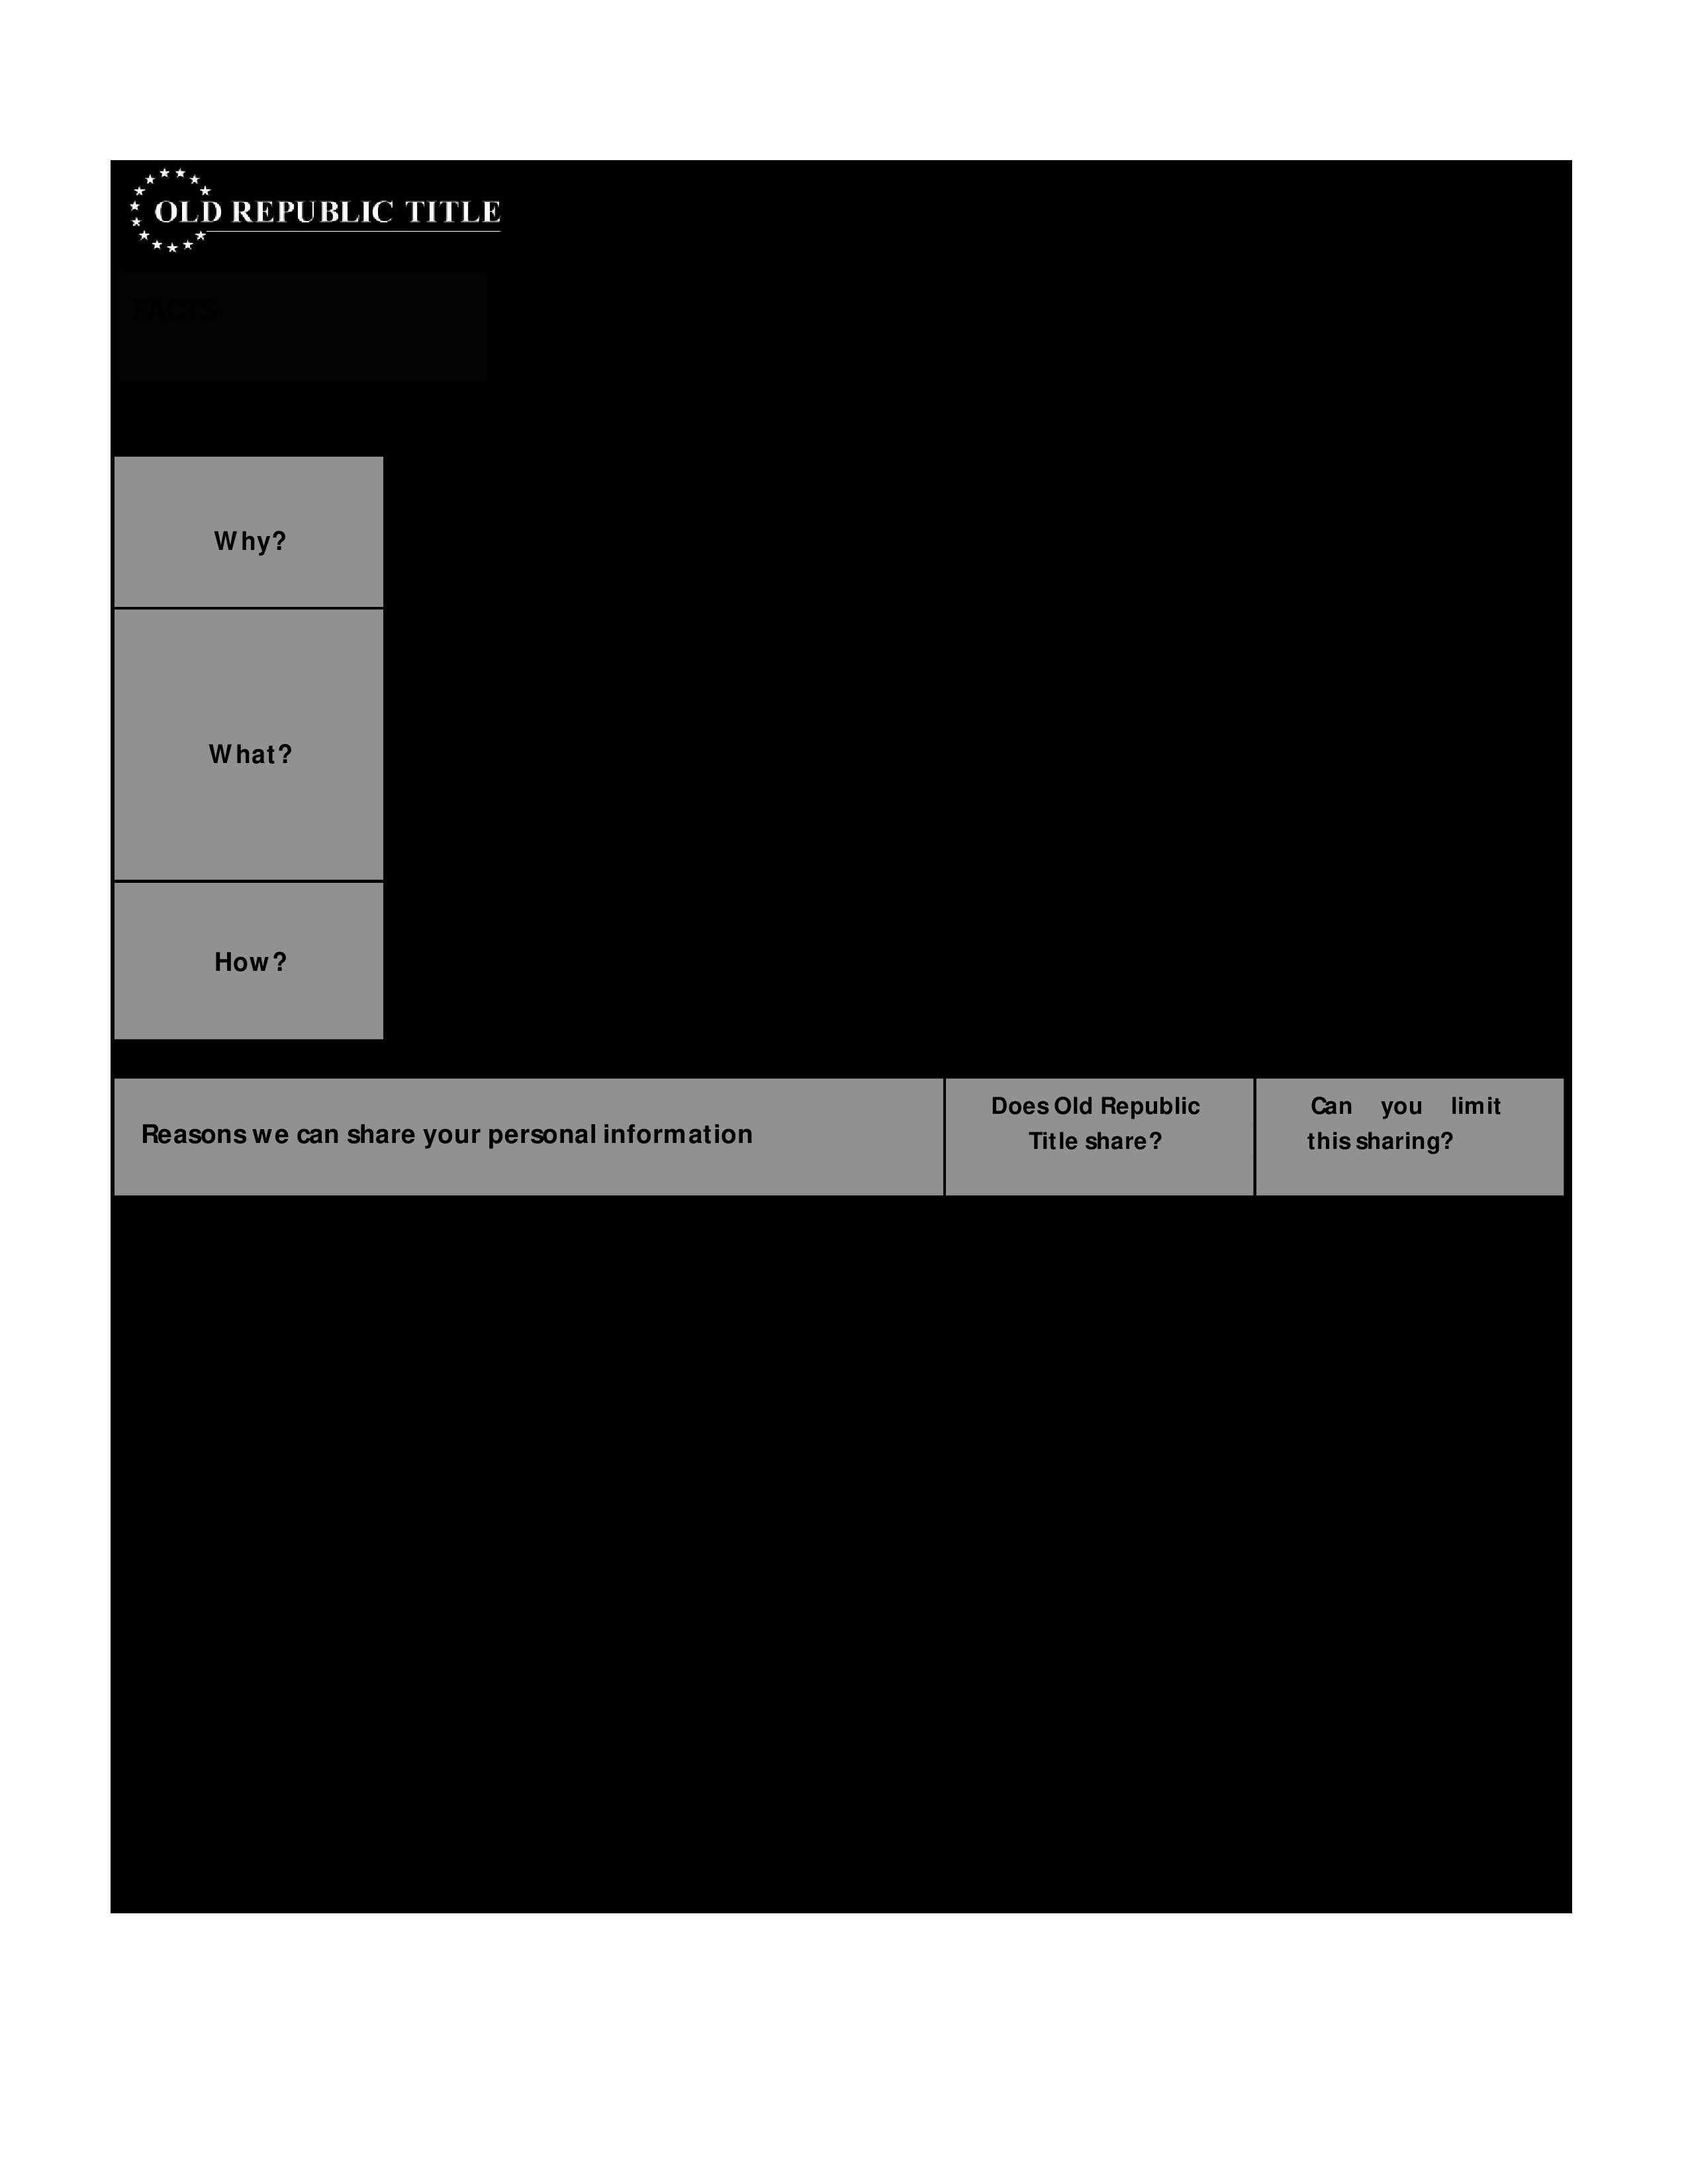 OLD REPUBLIC TITLE
FACTS
Why?
What?
How?
Reasons we can share your personal information
Does Old Republic
Title share?
Can you limit
this sharing?